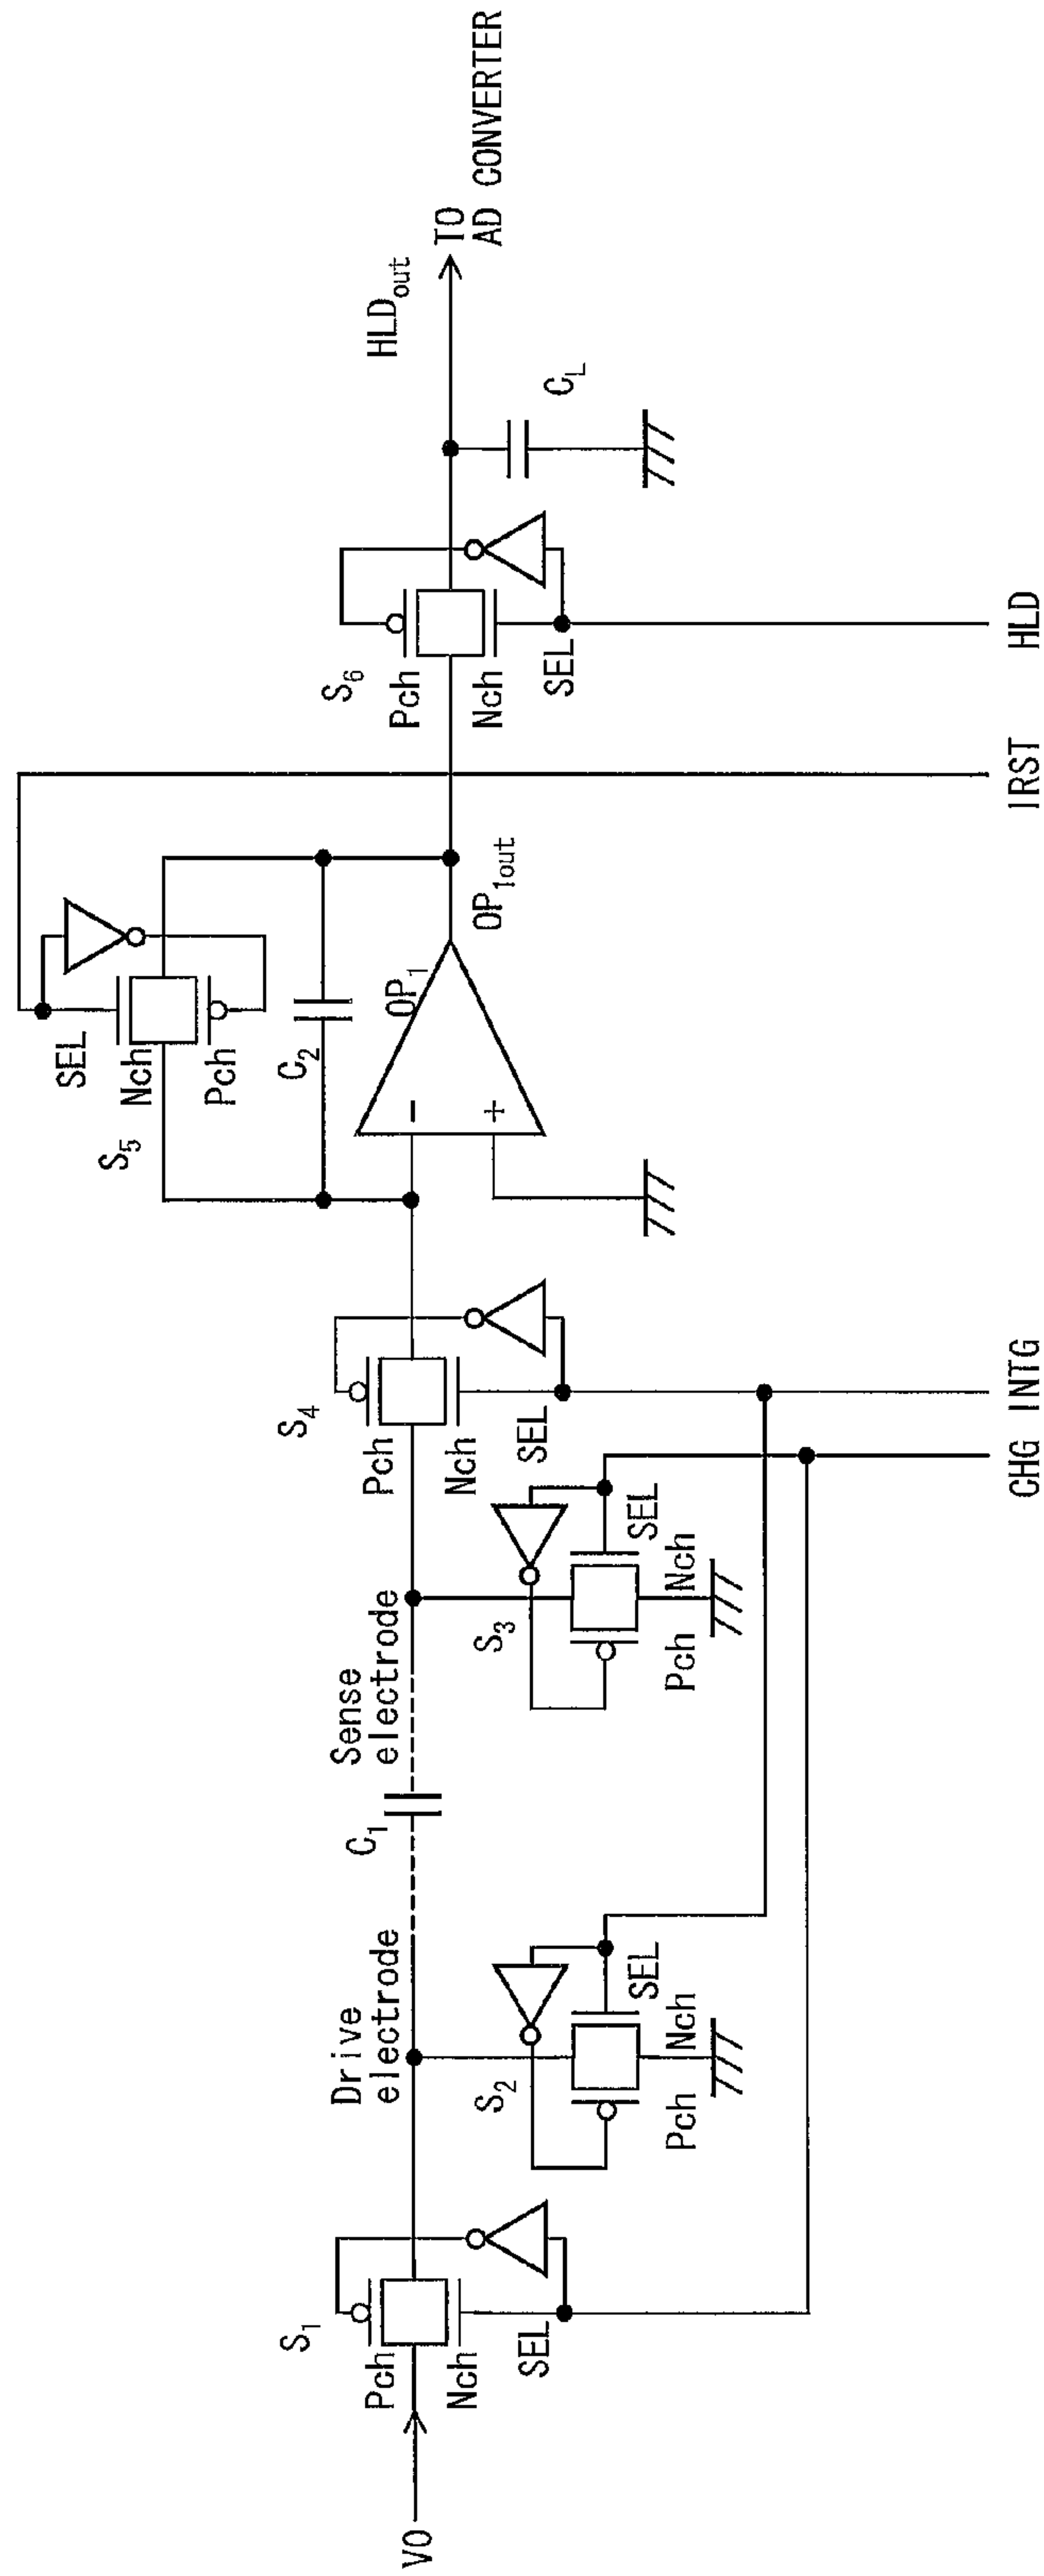 V0
S1
Pch
Nch
SEL
Drive
electrode
S2
Pch
Nch
SEL
C1
Sense
electrode
S3
Pch
Nch
SEL
S4
Pch
Nch
SEL
S5
SEL
Nch
Pch
C2
OP1
-
+
OP1out
S6
Pch
Nch
SEL
CL
HLDout
TO
AD CONVERTER
CHG
INTG
IRST
HLD